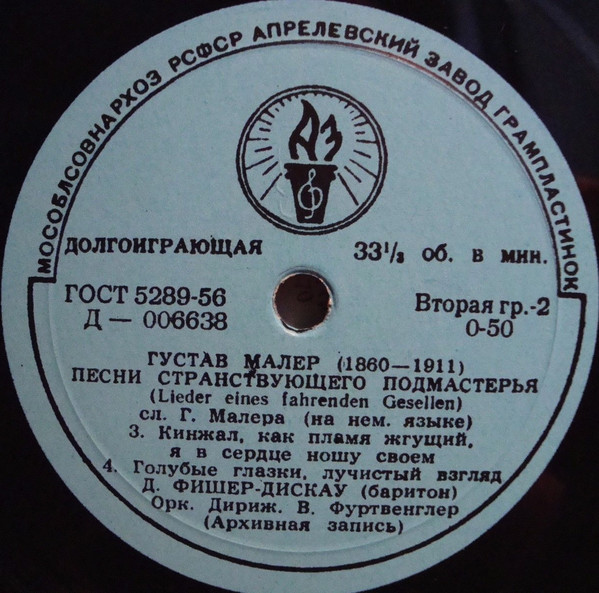 МОСОБЛСОВНАРХОЗ РСФСР АПРЕЛЕВСКИЙ ЗАВОД ГРАМПЛАСТИНОК
АЗ
ДОЛГОИГРАЮЩАЯ 33⅓ об. в мин.
ГОСТ 5289-56 Вторая гр.-2
Д — 006638 0-50
ГУСТАВ МАЛЕР (1860—1911)
ПЕСНИ СТРАНСТВУЮЩЕГО ПОДМАСТЕРЬЯ
(Lieder eines fahrenden Gesellen)
сл. Г. Малера (на нем. языке)
3. Кинжал, как пламя жгущий,
я в сердце ношу своем
4. Голубые глазки, лучистый взгляд
Д. ФИШЕР-ДИСКАУ (баритон)
Орк. Дириж. В. Фуртвенглер
(Архивная запись)